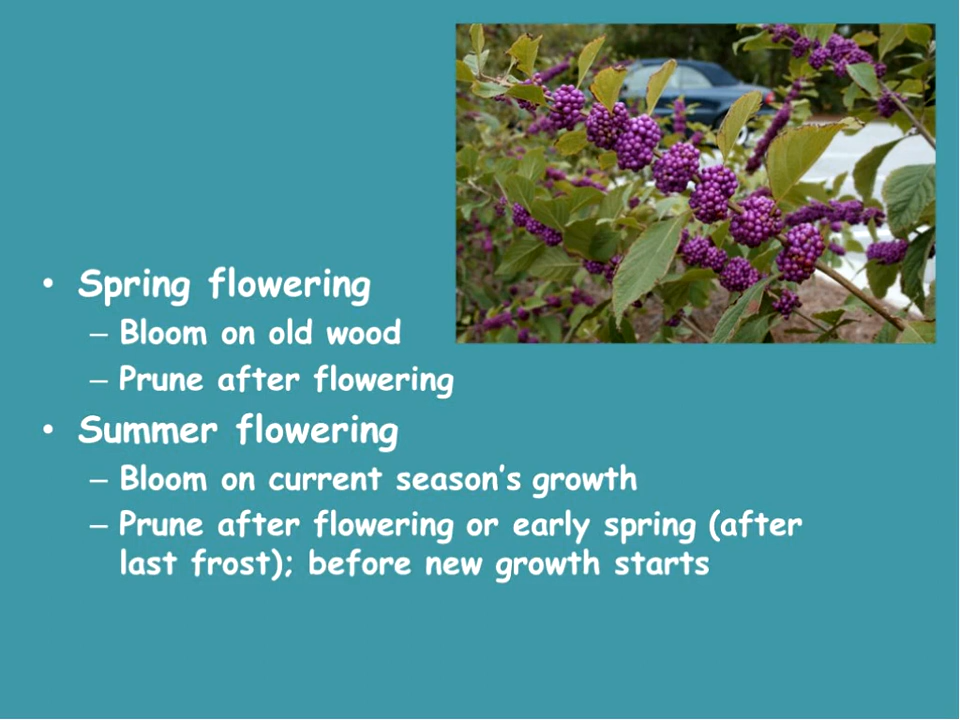 • Spring flowering
– Bloom on old wood
– Prune after flowering
• Summer flowering
– Bloom on current season’s growth
– Prune after flowering or early spring (after
last frost); before new growth starts